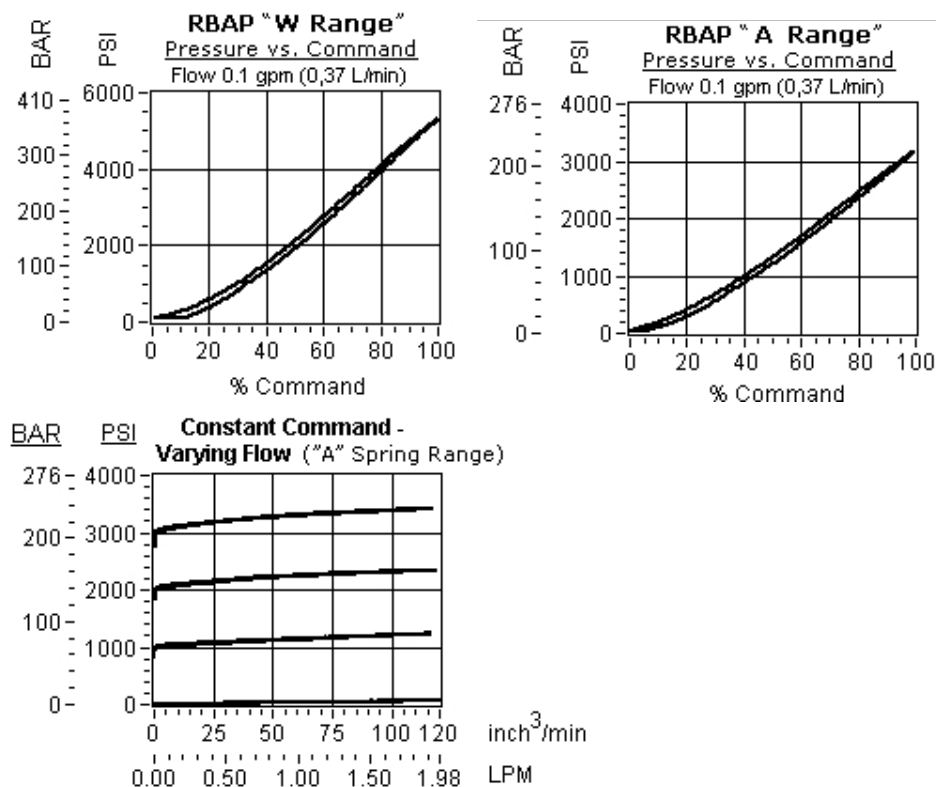 RBAP "W Range"
Pressure vs. Command
Flow 0.1 gpm (0,37 L/min)
BAR
PSI
410
300
200
100
0
6000
4000
2000
0
0 20 40 60 80 100
% Command
RBAP "A Range"
Pressure vs. Command
Flow 0.1 gpm (0,37 L/min)
BAR
PSI
276
200
100
0
4000
3000
2000
1000
0
0 20 40 60 80 100
% Command
Constant Command -
Varying Flow ("A" Spring Range)
BAR PSI
276
200
100
0
4000
3000
2000
1000
0
0 25 50 75 100 120 inch3/min
0.00 0.50 1.00 1.50 1.98 LPM